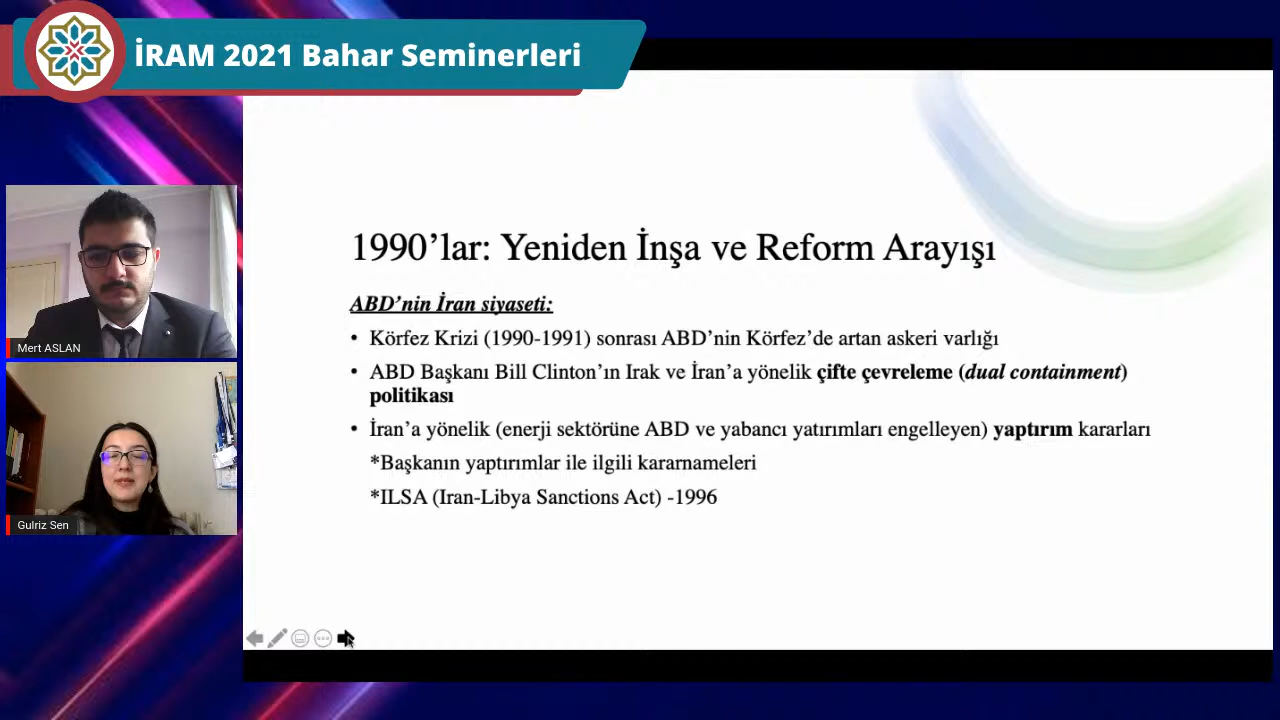 İRAM 2021 Bahar Seminerleri
1990’lar: Yeniden İnşa ve Reform Arayışı
ABD’nin İran siyaseti:
• Körfez Krizi (1990-1991) sonrası ABD’nin Körfez’de artan askeri varlığı
• ABD Başkanı Bill Clinton’ın Irak ve İran’a yönelik çifte çevreleme (dual containment)
politikası
• İran’a yönelik (enerji sektörüne ABD ve yabancı yatırımları engelleyen) yaptırım kararları
*Başkanın yaptırımlar ile ilgili kararnameleri
*ILSA (Iran-Libya Sanctions Act) -1996
Mert ASLAN
Gulriz Sen